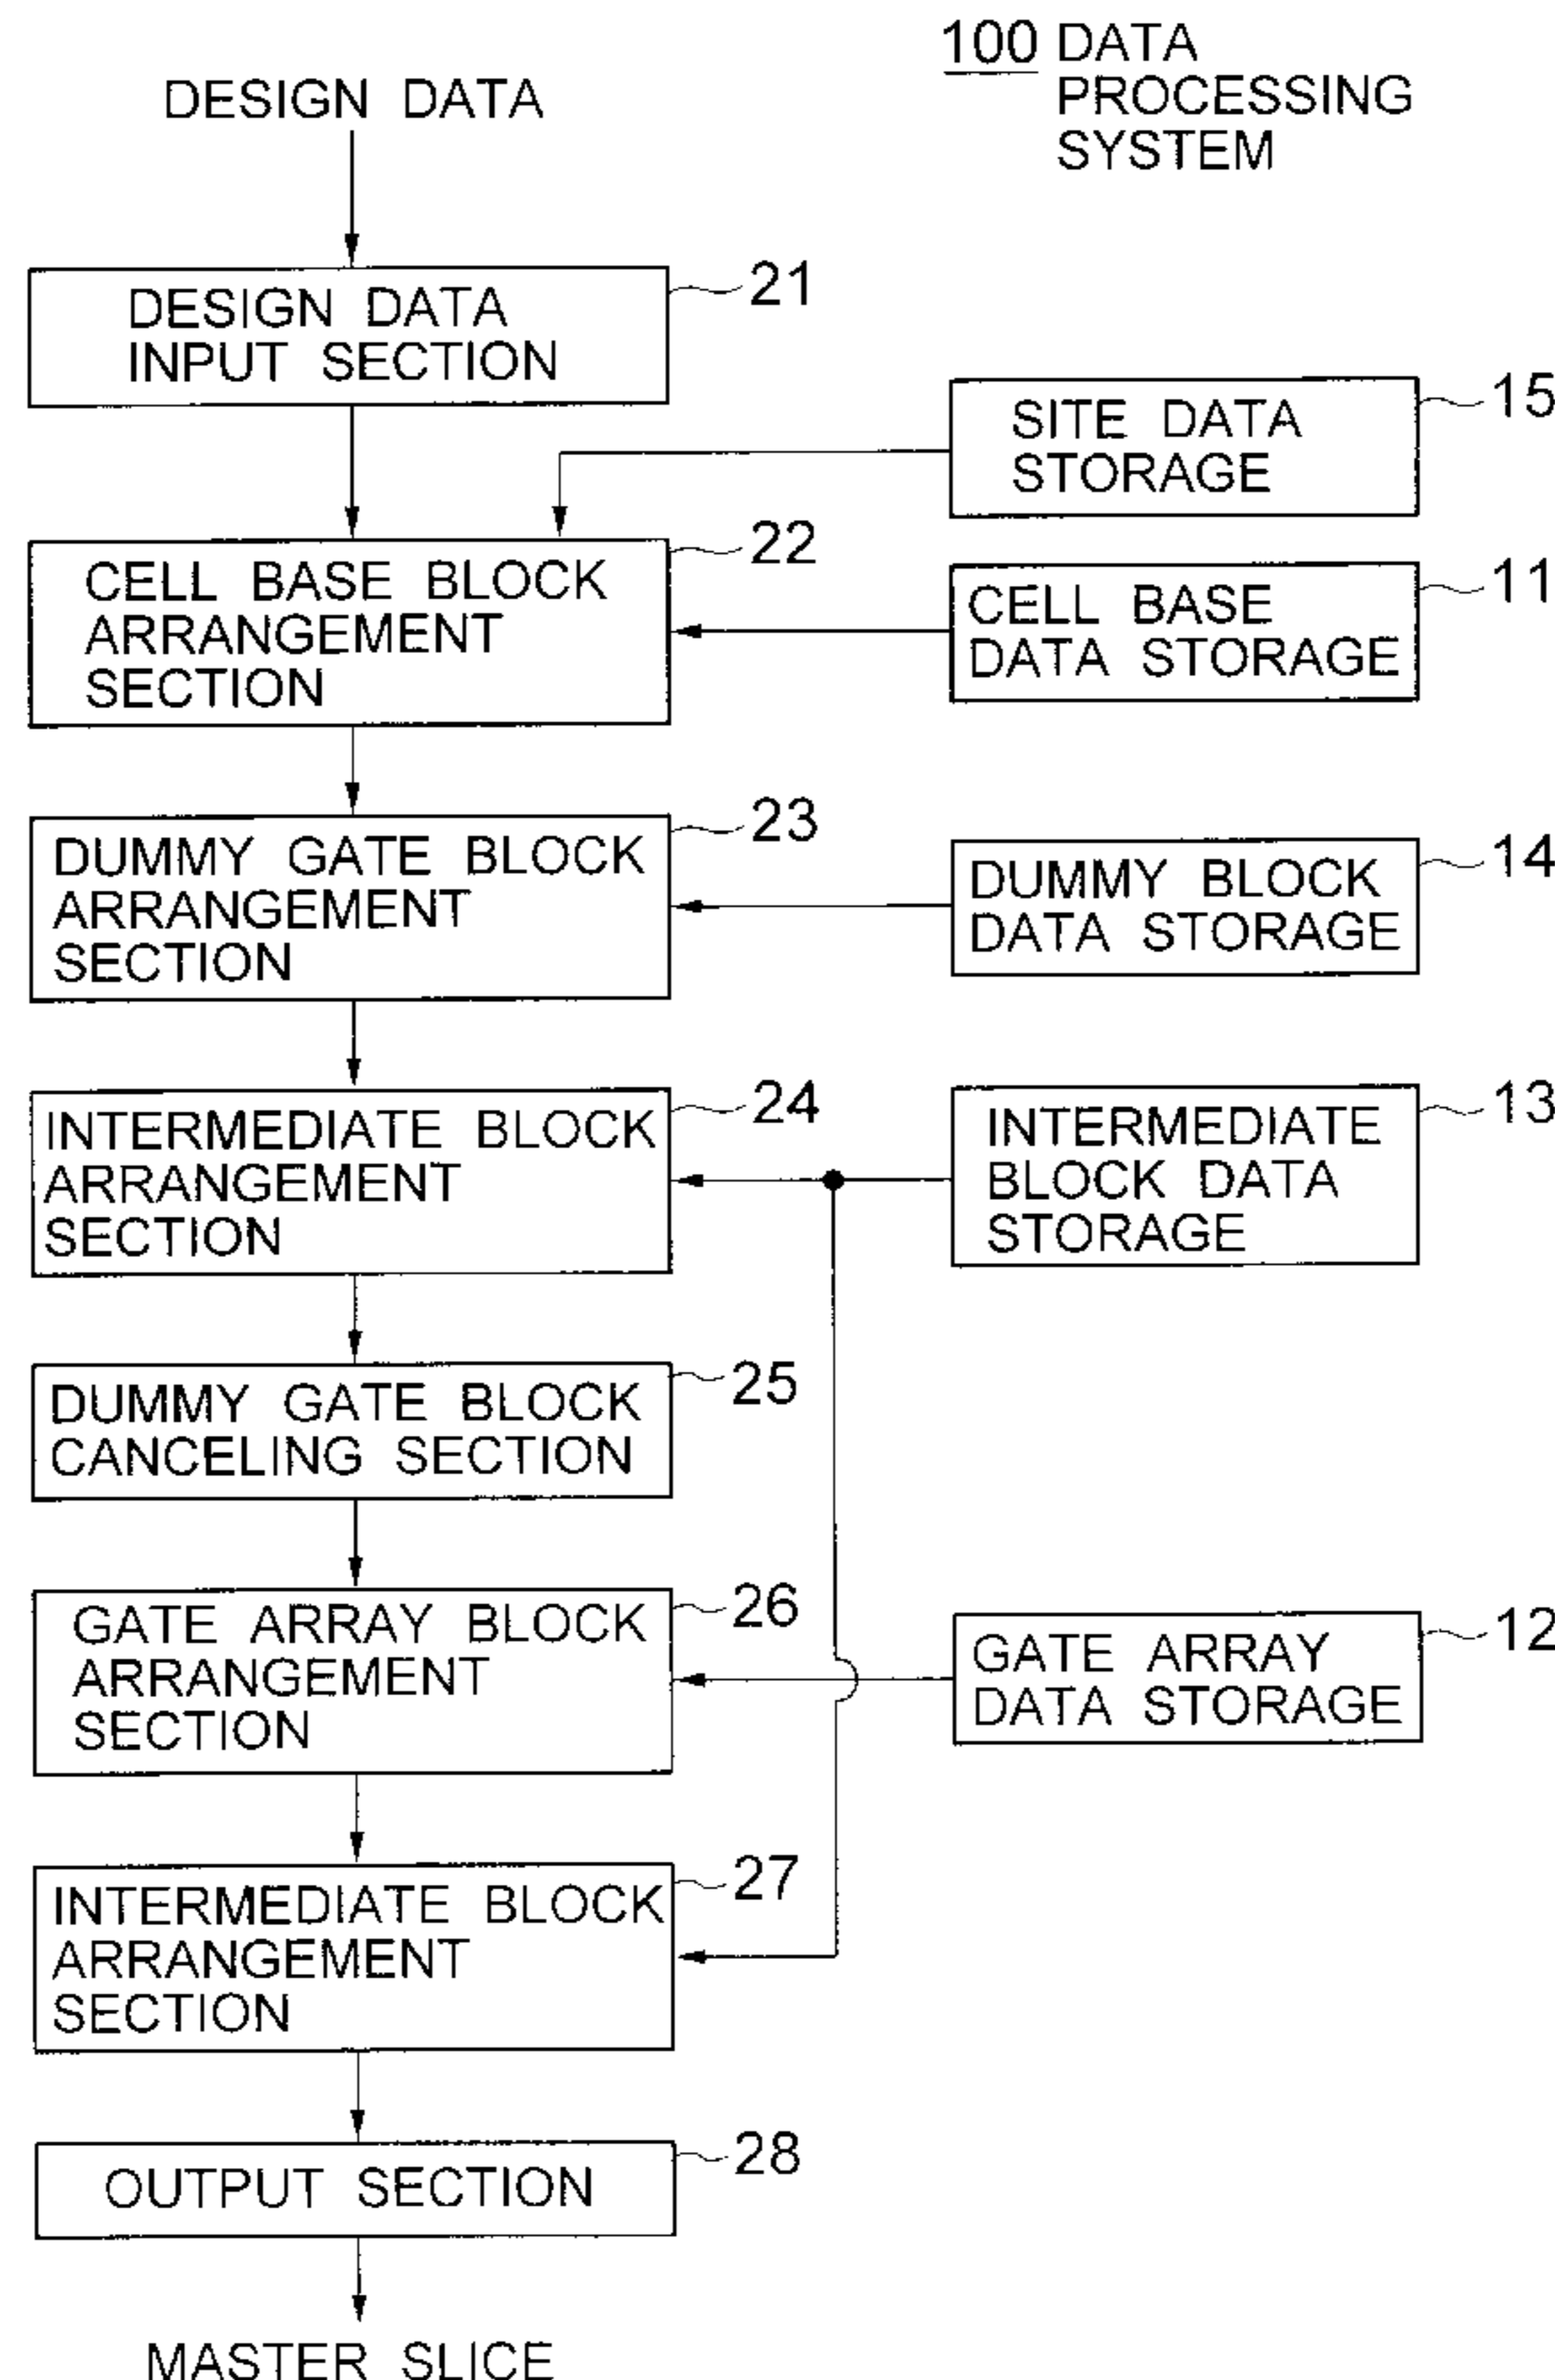 100 DATA
PROCESSING
SYSTEM
DESIGN DATA
21
DESIGN DATA
INPUT SECTION
15
SITE DATA
STORAGE
22
CELL BASE BLOCK
ARRANGEMENT
SECTION
11
CELL BASE
DATA STORAGE
23
DUMMY GATE BLOCK
ARRANGEMENT
SECTION
14
DUMMY BLOCK
DATA STORAGE
24
INTERMEDIATE BLOCK
ARRANGEMENT
SECTION
13
INTERMEDIATE
BLOCK DATA
STORAGE
25
DUMMY GATE BLOCK
CANCELING SECTION
26
GATE ARRAY BLOCK
ARRANGEMENT
SECTION
12
GATE ARRAY
DATA STORAGE
27
INTERMEDIATE BLOCK
ARRANGEMENT
SECTION
28
OUTPUT SECTION
MASTER SLICE